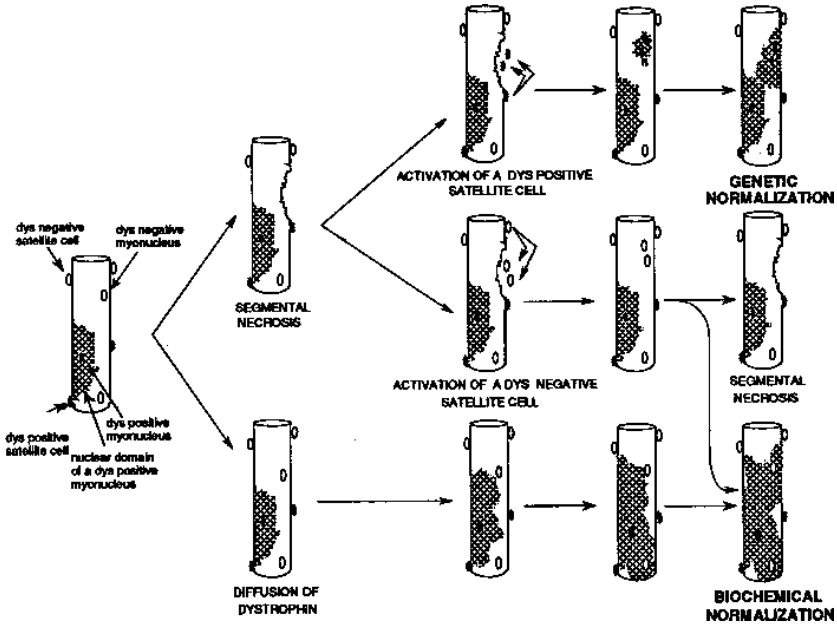 ACTIVATION OF A DYS POSITIVE
SATELLITE CELL
GENETIC
NORMALIZATION
dys negative
satellite cell
dys negative
myonucleus
SEGMENTAL
NECROSIS
ACTIVATION OF A DYS NEGATIVE
SATELLITE CELL
SEGMENTAL
NECROSIS
dys positive
satellite cell
dys positive
myonucleus
nuclear domain
of a dys positive
myonucleus
DIFFUSION OF
DYSTROPHIN
BIOCHEMICAL
NORMALIZATION